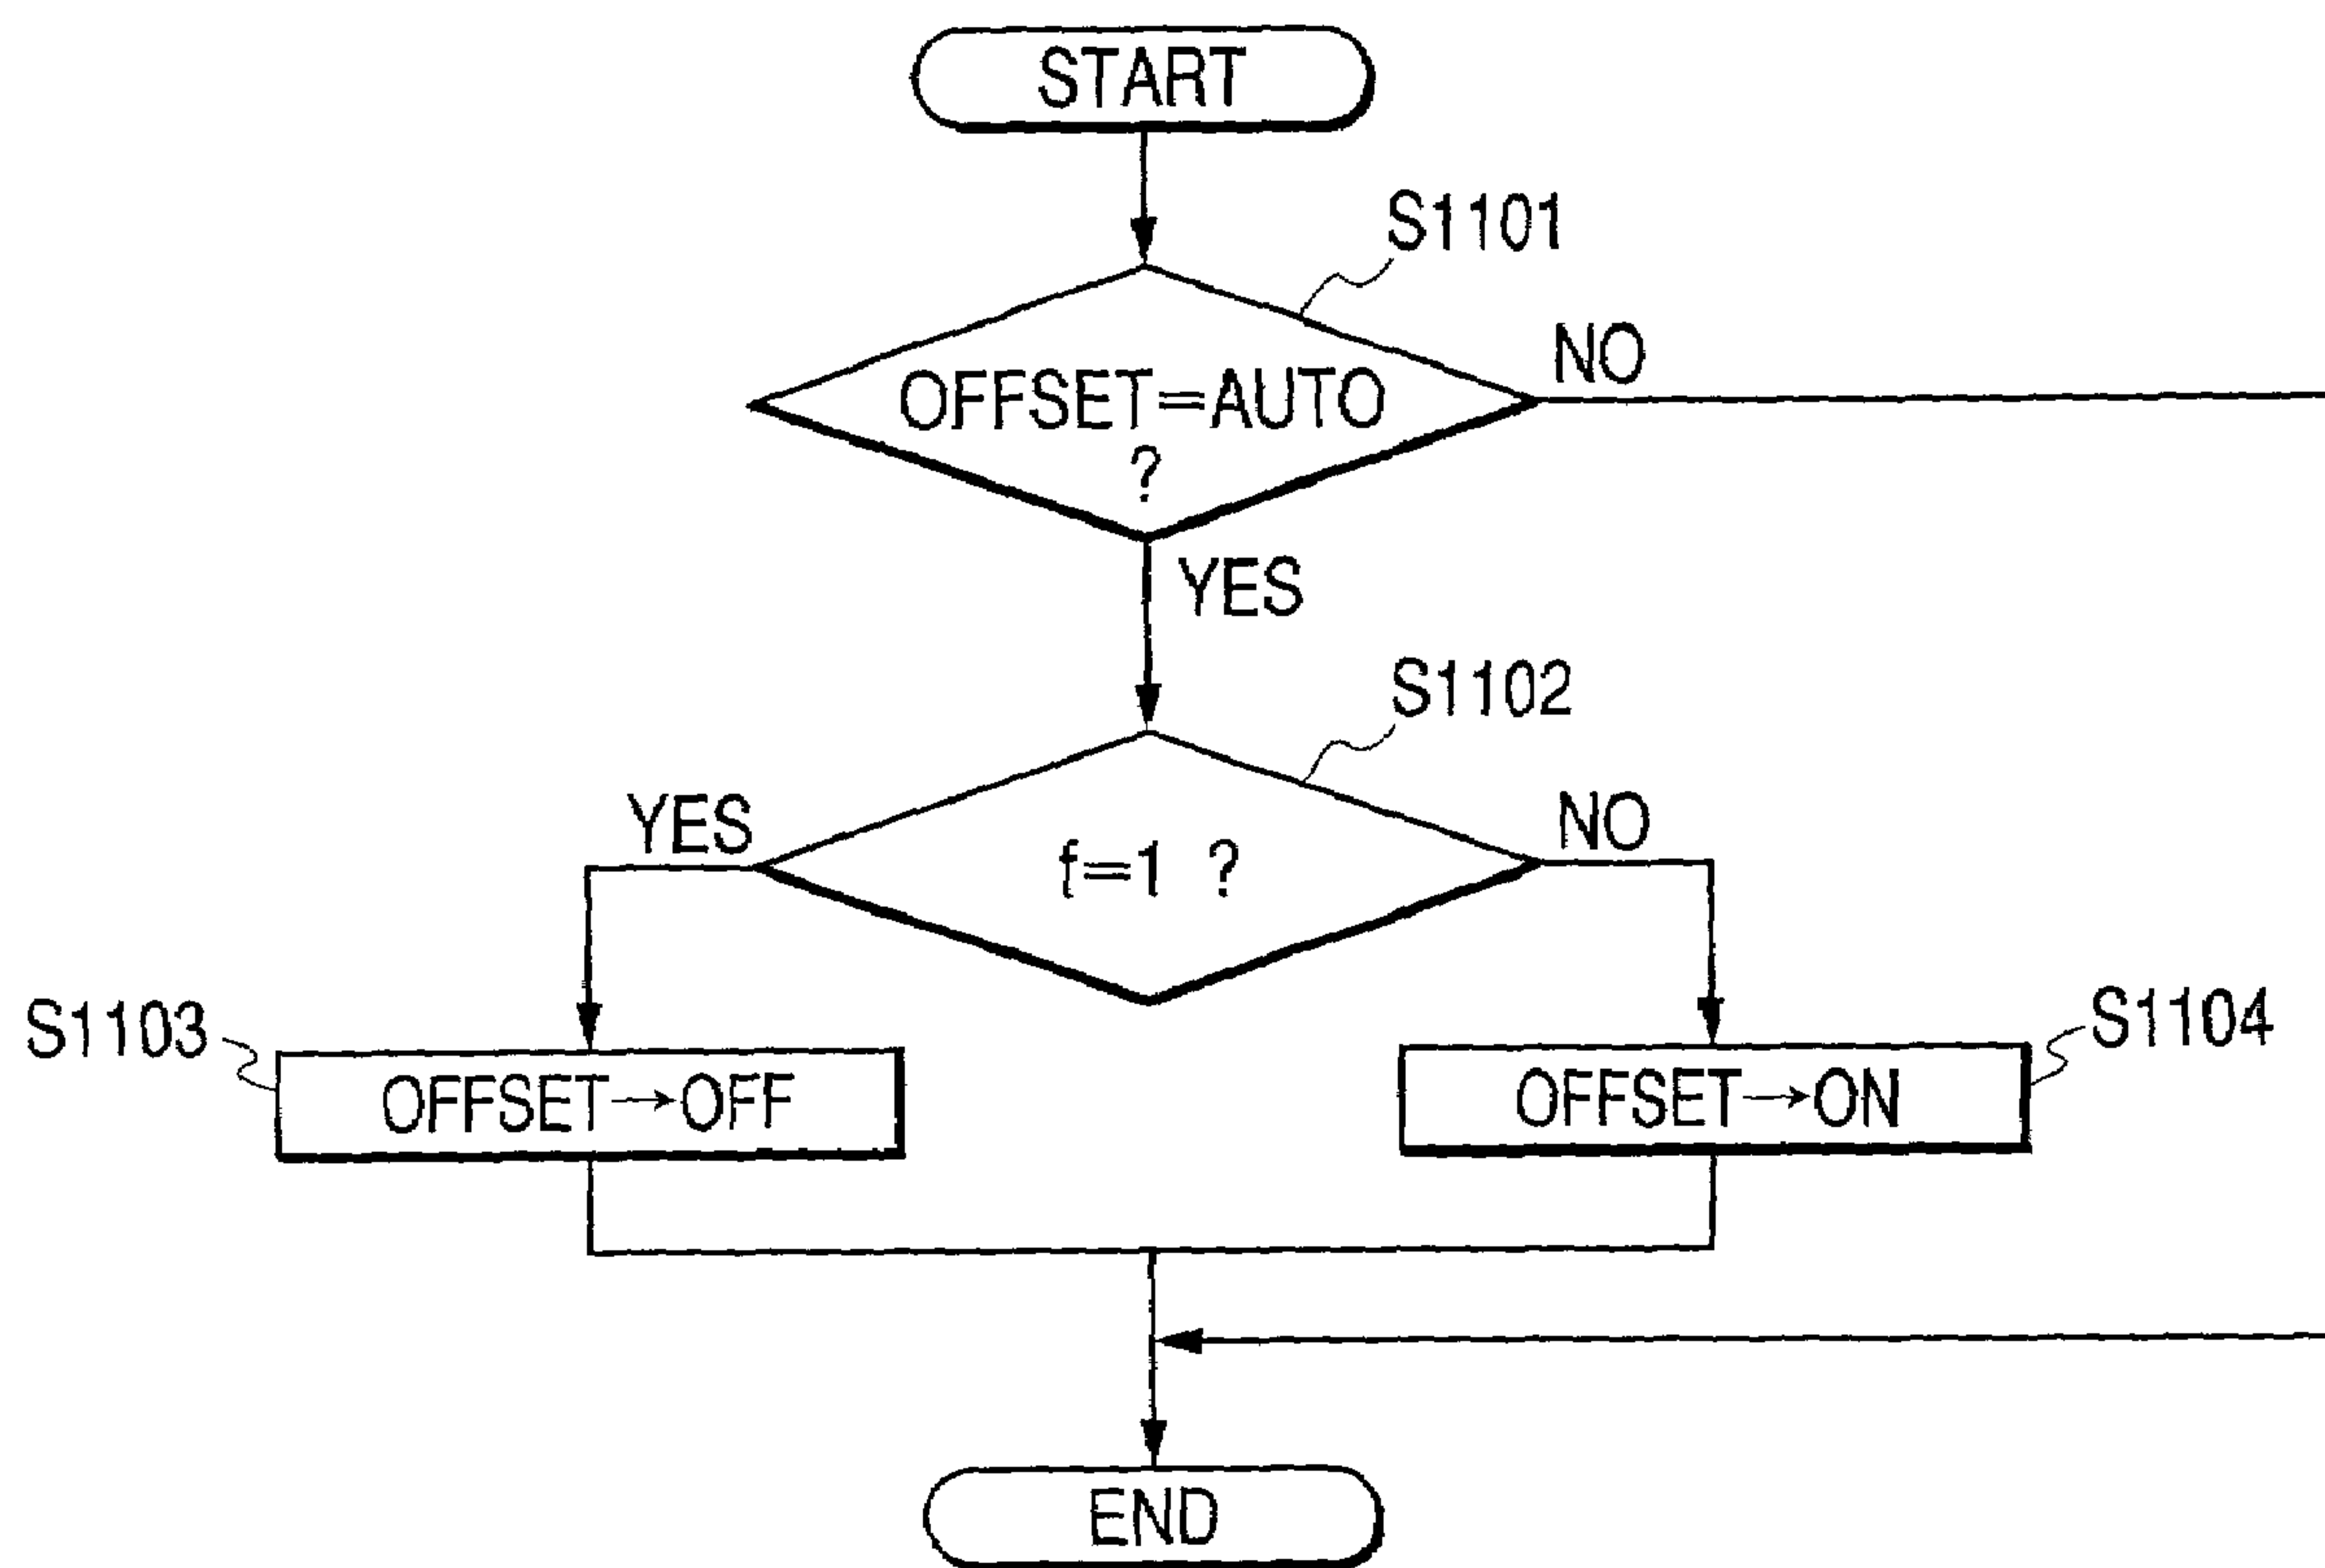 START
S1101
OFFSET=AUTO
?
NO
YES
S1102
YES
f=1 ?
NO
S1103
OFFSET→OFF
OFFSET→ON
S1104
END